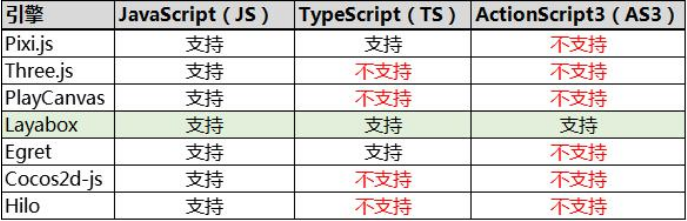 引擎 JavaScript（JS） TypeScript（TS） ActionScript3（AS3）
Pixi.js 支持 支持 不支持
Three.js 支持 不支持 不支持
PlayCanvas 支持 不支持 不支持
Layabox 支持 支持 支持
Egret 支持 支持 不支持
Cocos2d-js 支持 不支持 不支持
Hilo 支持 不支持 不支持